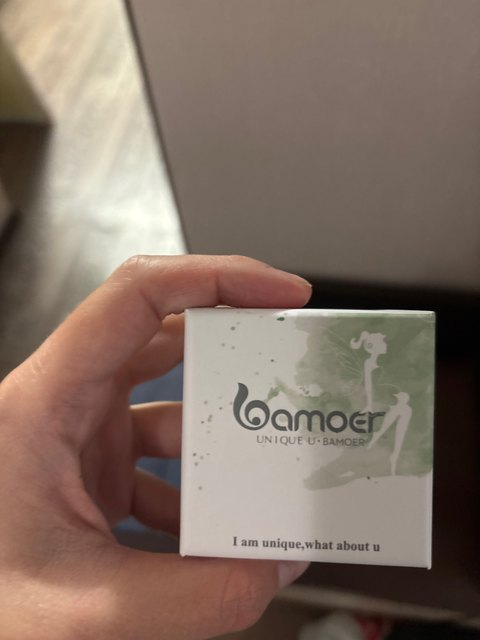 bamoer
UNIQUE U · BAMOER
I am unique,what about u